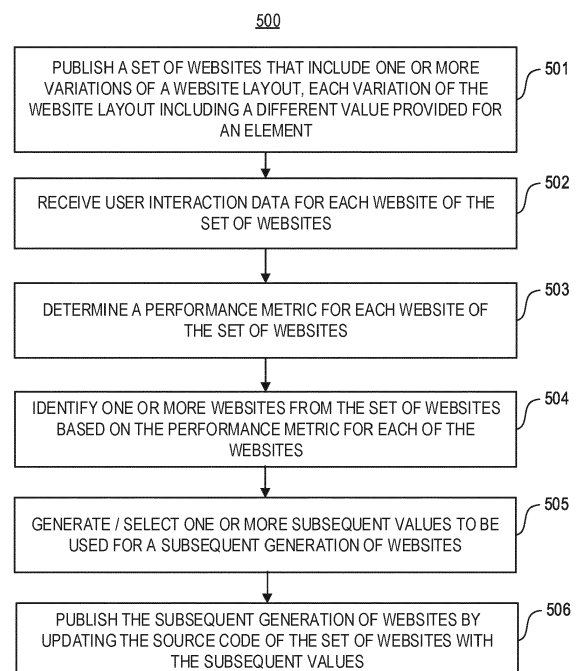 500
PUBLISH A SET OF WEBSITES THAT INCLUDE ONE OR MORE
VARIATIONS OF A WEBSITE LAYOUT, EACH VARIATION OF THE
WEBSITE LAYOUT INCLUDING A DIFFERENT VALUE PROVIDED FOR
AN ELEMENT
501
RECEIVE USER INTERACTION DATA FOR EACH WEBSITE OF THE
SET OF WEBSITES
502
DETERMINE A PERFORMANCE METRIC FOR EACH WEBSITE OF
THE SET OF WEBSITES
503
IDENTIFY ONE OR MORE WEBSITES FROM THE SET OF WEBSITES
BASED ON THE PERFORMANCE METRIC FOR EACH OF THE
WEBSITES
504
GENERATE / SELECT ONE OR MORE SUBSEQUENT VALUES TO BE
USED FOR A SUBSEQUENT GENERATION OF WEBSITES
505
PUBLISH THE SUBSEQUENT GENERATION OF WEBSITES BY
UPDATING THE SOURCE CODE OF THE SET OF WEBSITES WITH
THE SUBSEQUENT VALUES
506